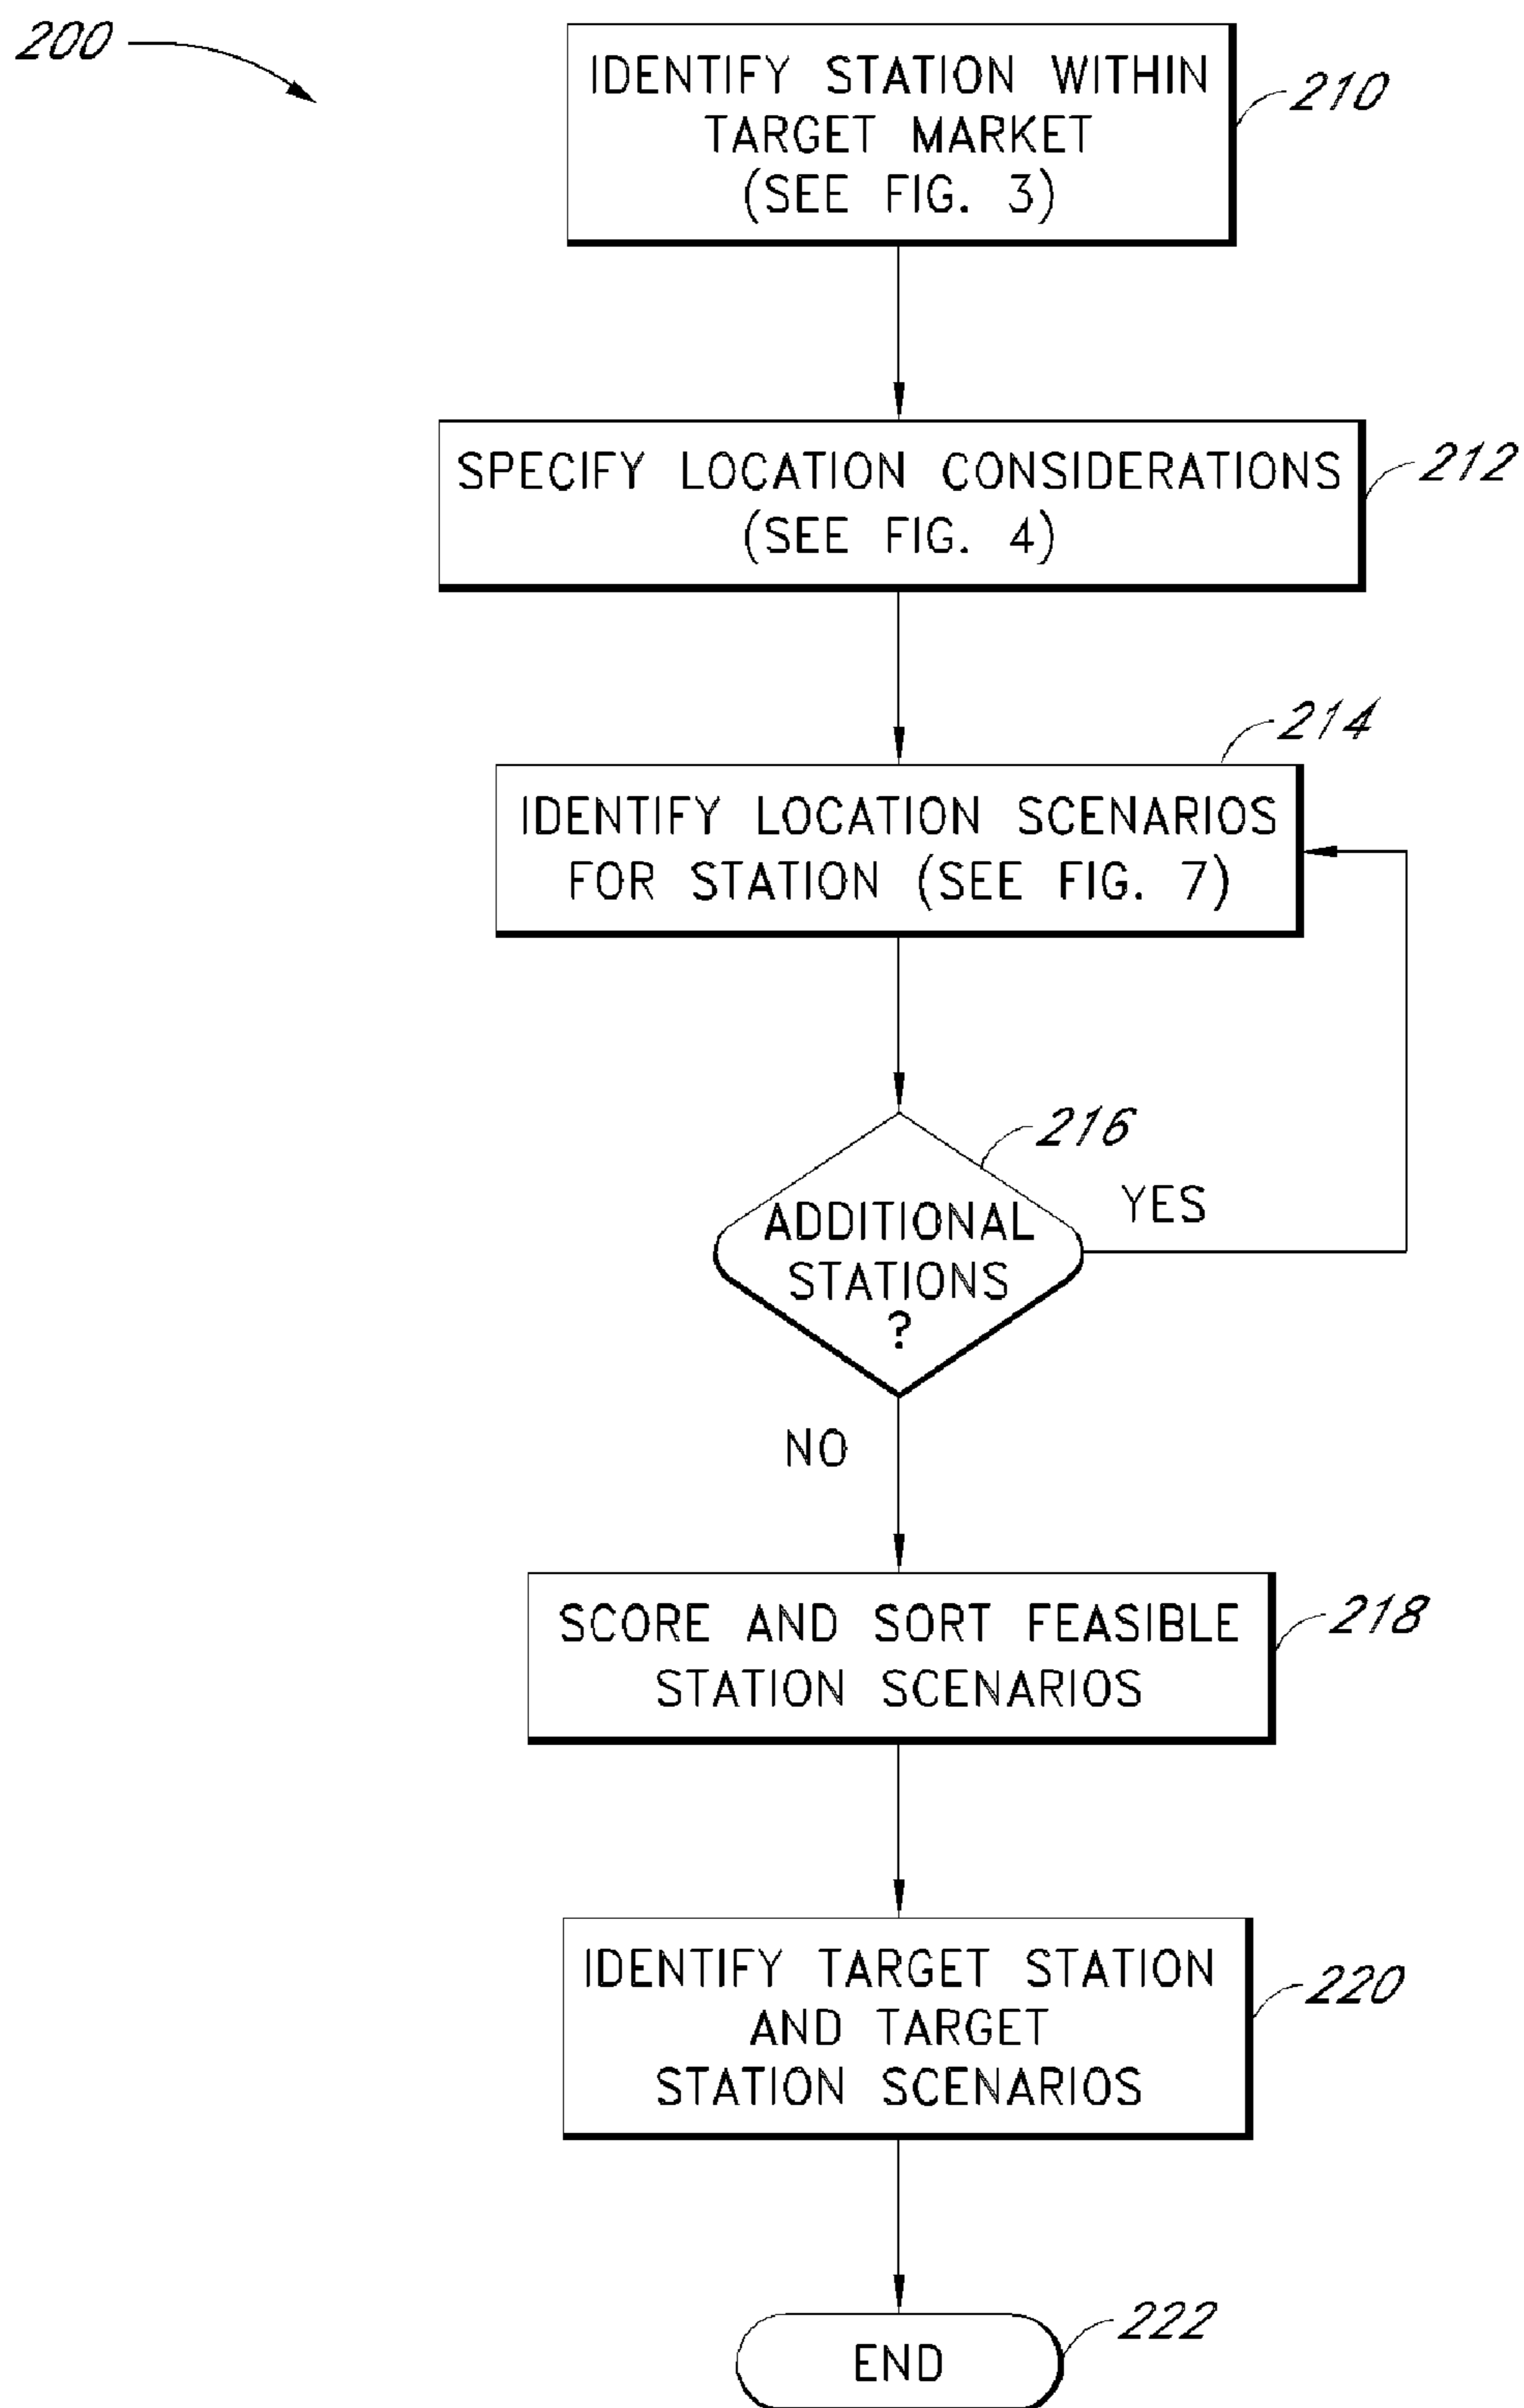 200
IDENTIFY STATION WITHIN
TARGET MARKET
(SEE FIG. 3)
210
SPECIFY LOCATION CONSIDERATIONS
(SEE FIG. 4)
212
214
IDENTIFY LOCATION SCENARIOS
FOR STATION (SEE FIG. 7)
216
ADDITIONAL
STATIONS
?
YES
NO
SCORE AND SORT FEASIBLE
STATION SCENARIOS
218
IDENTIFY TARGET STATION
AND TARGET
STATION SCENARIOS
220
END
222